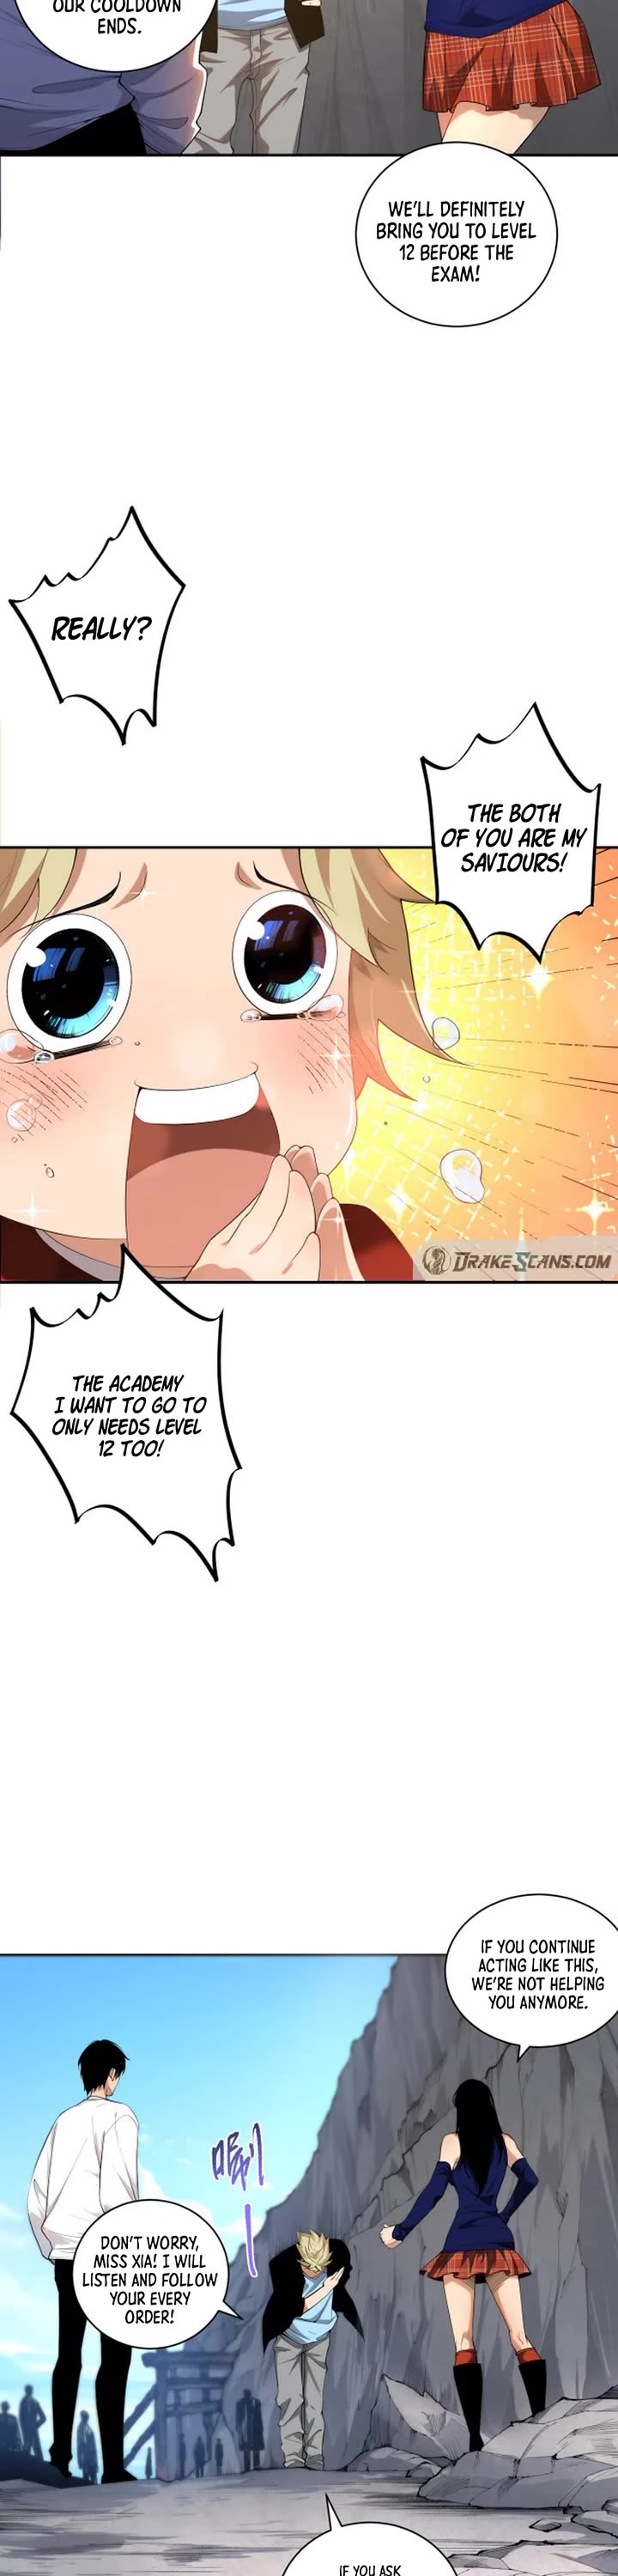 OUR COOLDOWN
ENDS.
WE'LL DEFINITELY
BRING YOU TO LEVEL
12 BEFORE THE
EXAM!
REALLY?
THE BOTH
OF YOU ARE MY
SAVIOURS!
DRAKESCANS.COM
THE ACADEMY
I WANT TO GO TO
ONLY NEEDS LEVEL
12 TOO!
IF YOU CONTINUE
ACTING LIKE THIS,
WE'RE NOT HELPING
YOU ANYMORE.
DON'T WORRY,
MISS XIA! I WILL
LISTEN AND FOLLOW
YOUR EVERY
ORDER!
IF YOU ASK